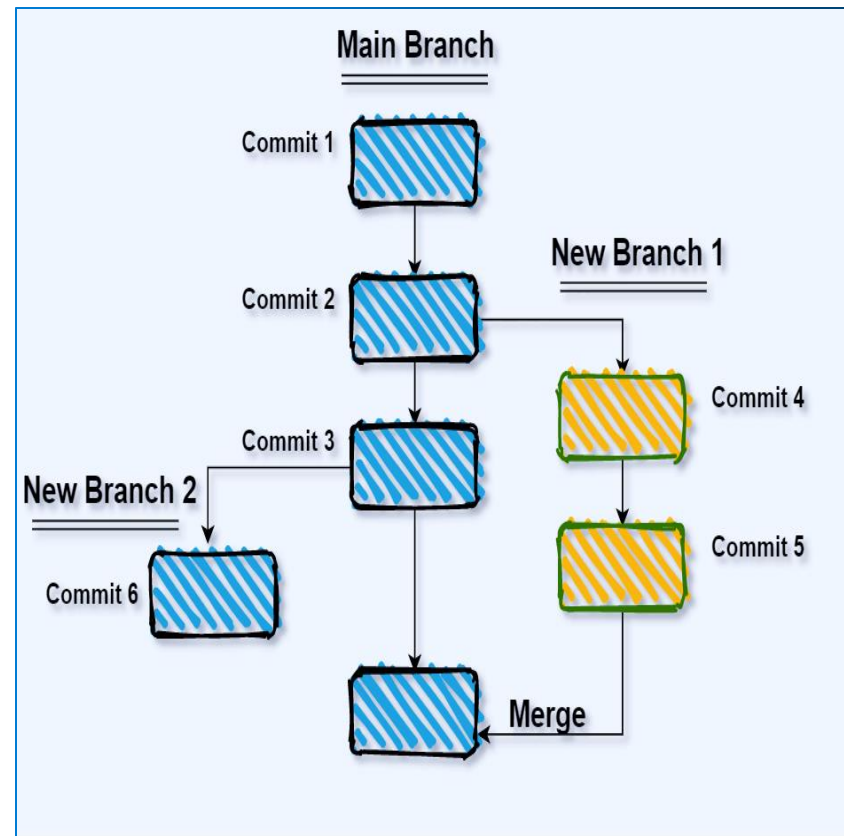 Main Branch
Commit 1
New Branch 1
Commit 2
Commit 4
Commit 3
New Branch 2
Commit 5
Commit 6
Merge